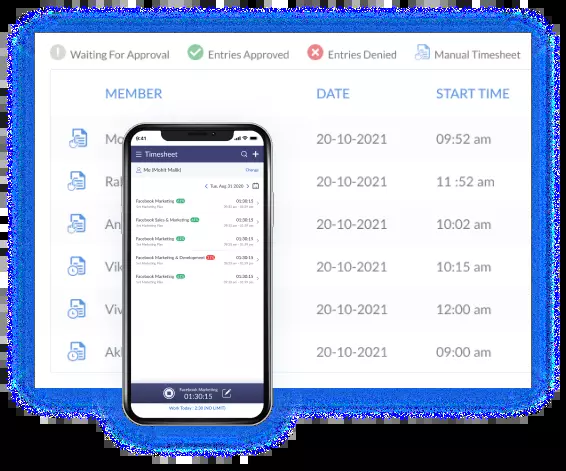 Waiting For Approval Entries Approved Entries Denied Manual Timesheet
MEMBER DATE START TIME
Mo 20-10-2021 09:52 am
Ral 20-10-2021 11 :52 am
An 20-10-2021 10:02 am
Vik 20-10-2021 10:15 am
Viv 20-10-2021 12:00 am
Ak 20-10-2021 09:00 am
9:41
Timesheet
Me (Mohit Malik) Change
Tue, Aug 31 2020
Facebook Marketing 01:30:15
Facebook Sales & Marketing 01:30:15
Facebook Marketing 01:30:15
Facebook Marketing & Development 01:30:15
Facebook Marketing 01:30:15
Facebook Marketing
01:30:15
Work Today : 2:30 (NO LIMIT)